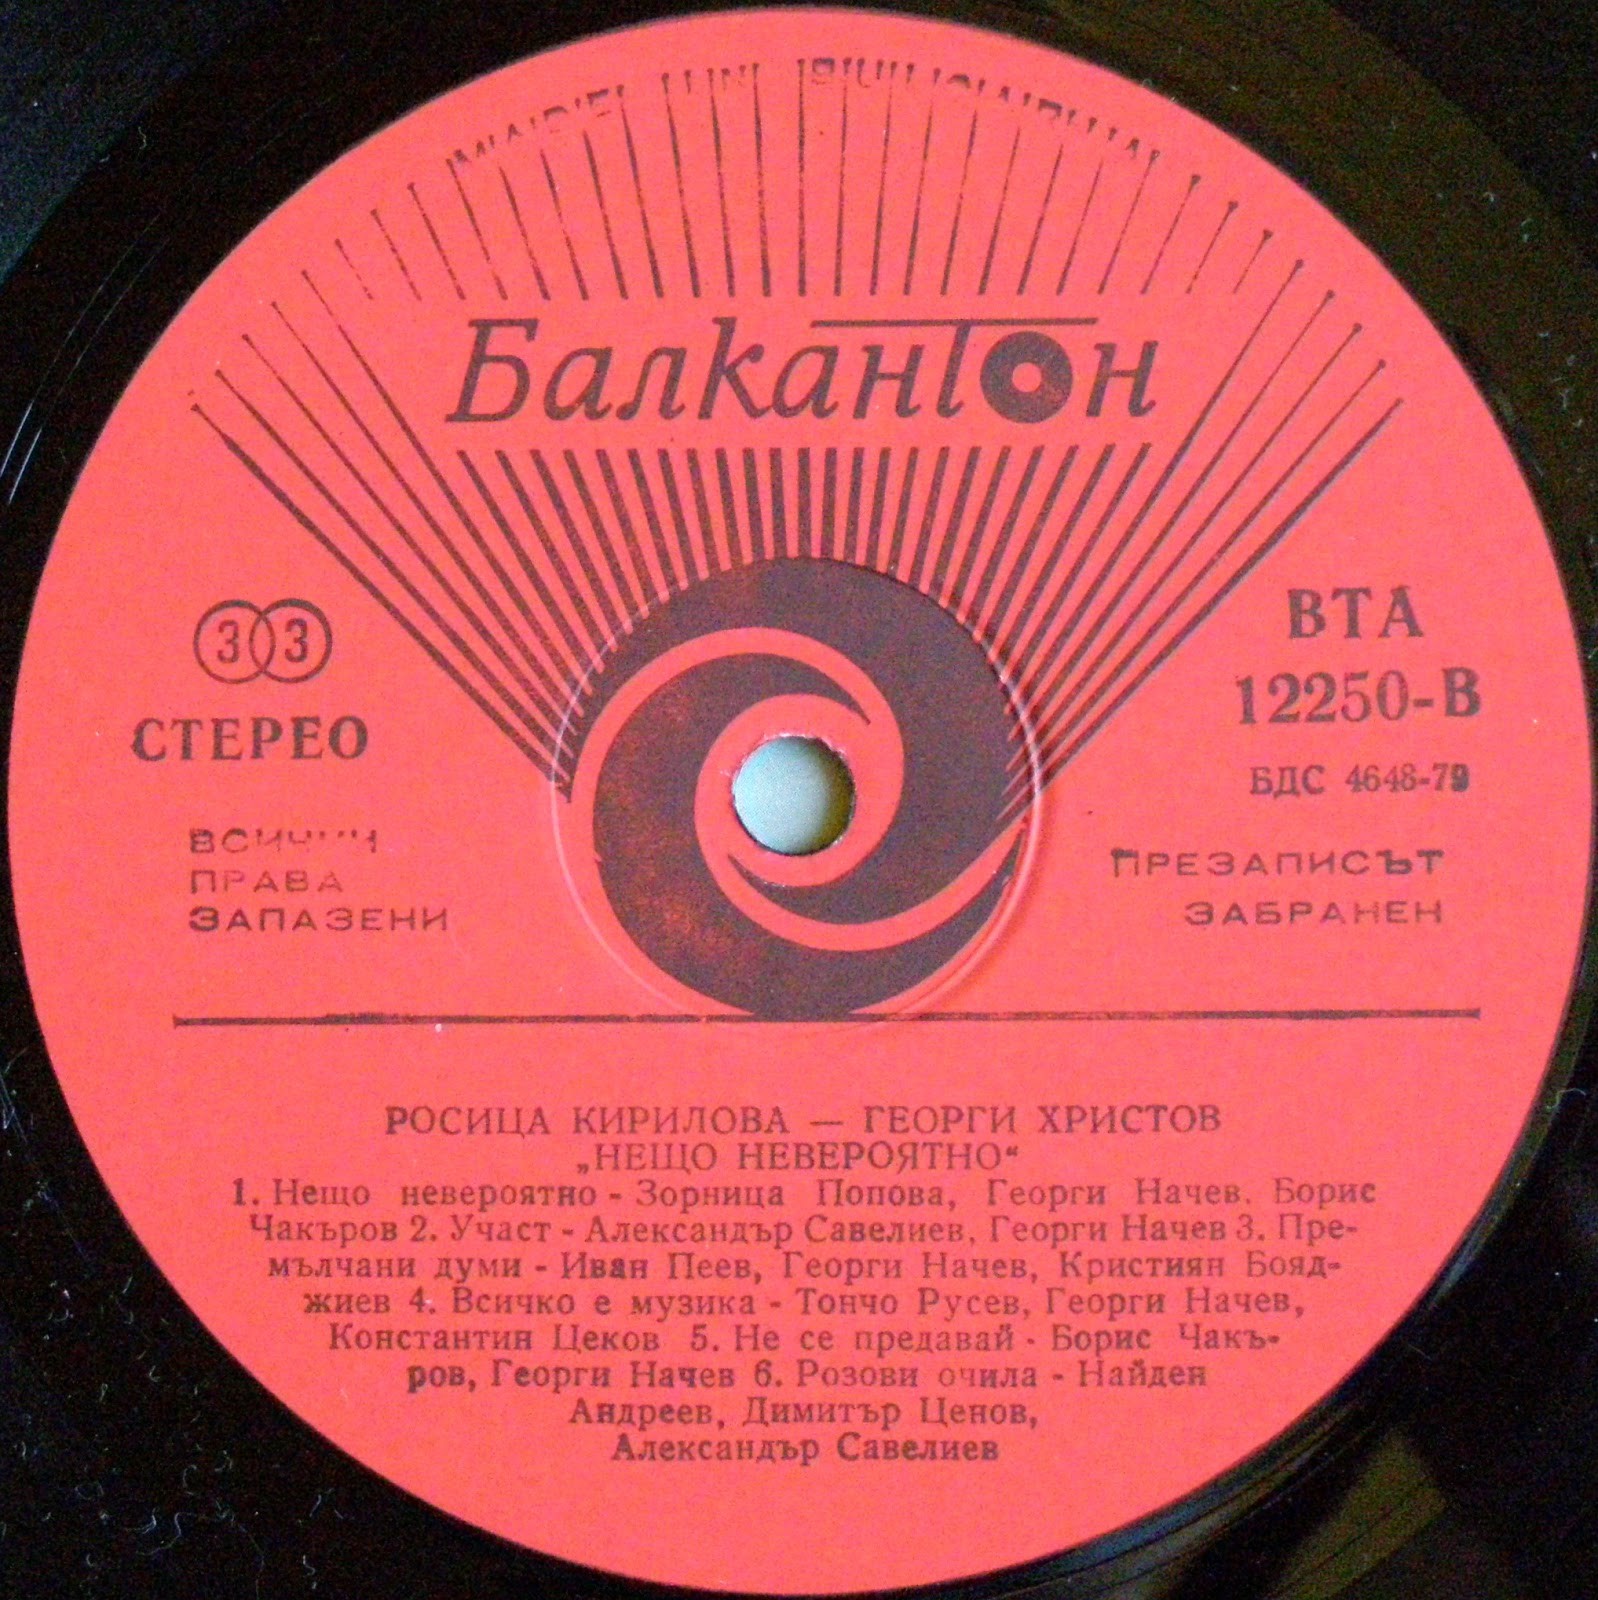 Балкантон
33
СТЕРЕО
ВТА
12250-В
БДС 4648-79
ВСИЧКИ
ПРАВА
ЗАПАЗЕНИ
ПРЕЗАПИСЪТ
ЗАБРАНЕН
РОСИЦА КИРИЛОВА — ГЕОРГИ ХРИСТОВ
„НЕЩО НЕВЕРОЯТНО“
1. Нещо невероятно - Зорница Попова, Георги Начев. Борис
Чакъров 2. Участ - Александър Савелиев, Георги Начев 3. Пре-
мълчани думи - Иван Пеев, Георги Начев, Кристиян Бояд-
жиев 4. Всичко е музика - Тончо Русев, Георги Начев,
Константин Цеков 5. Не се предавай - Борис Чакъ-
ров, Георги Начев 6. Розови очила - Найден
Андреев, Димитър Ценов,
Александър Савелиев